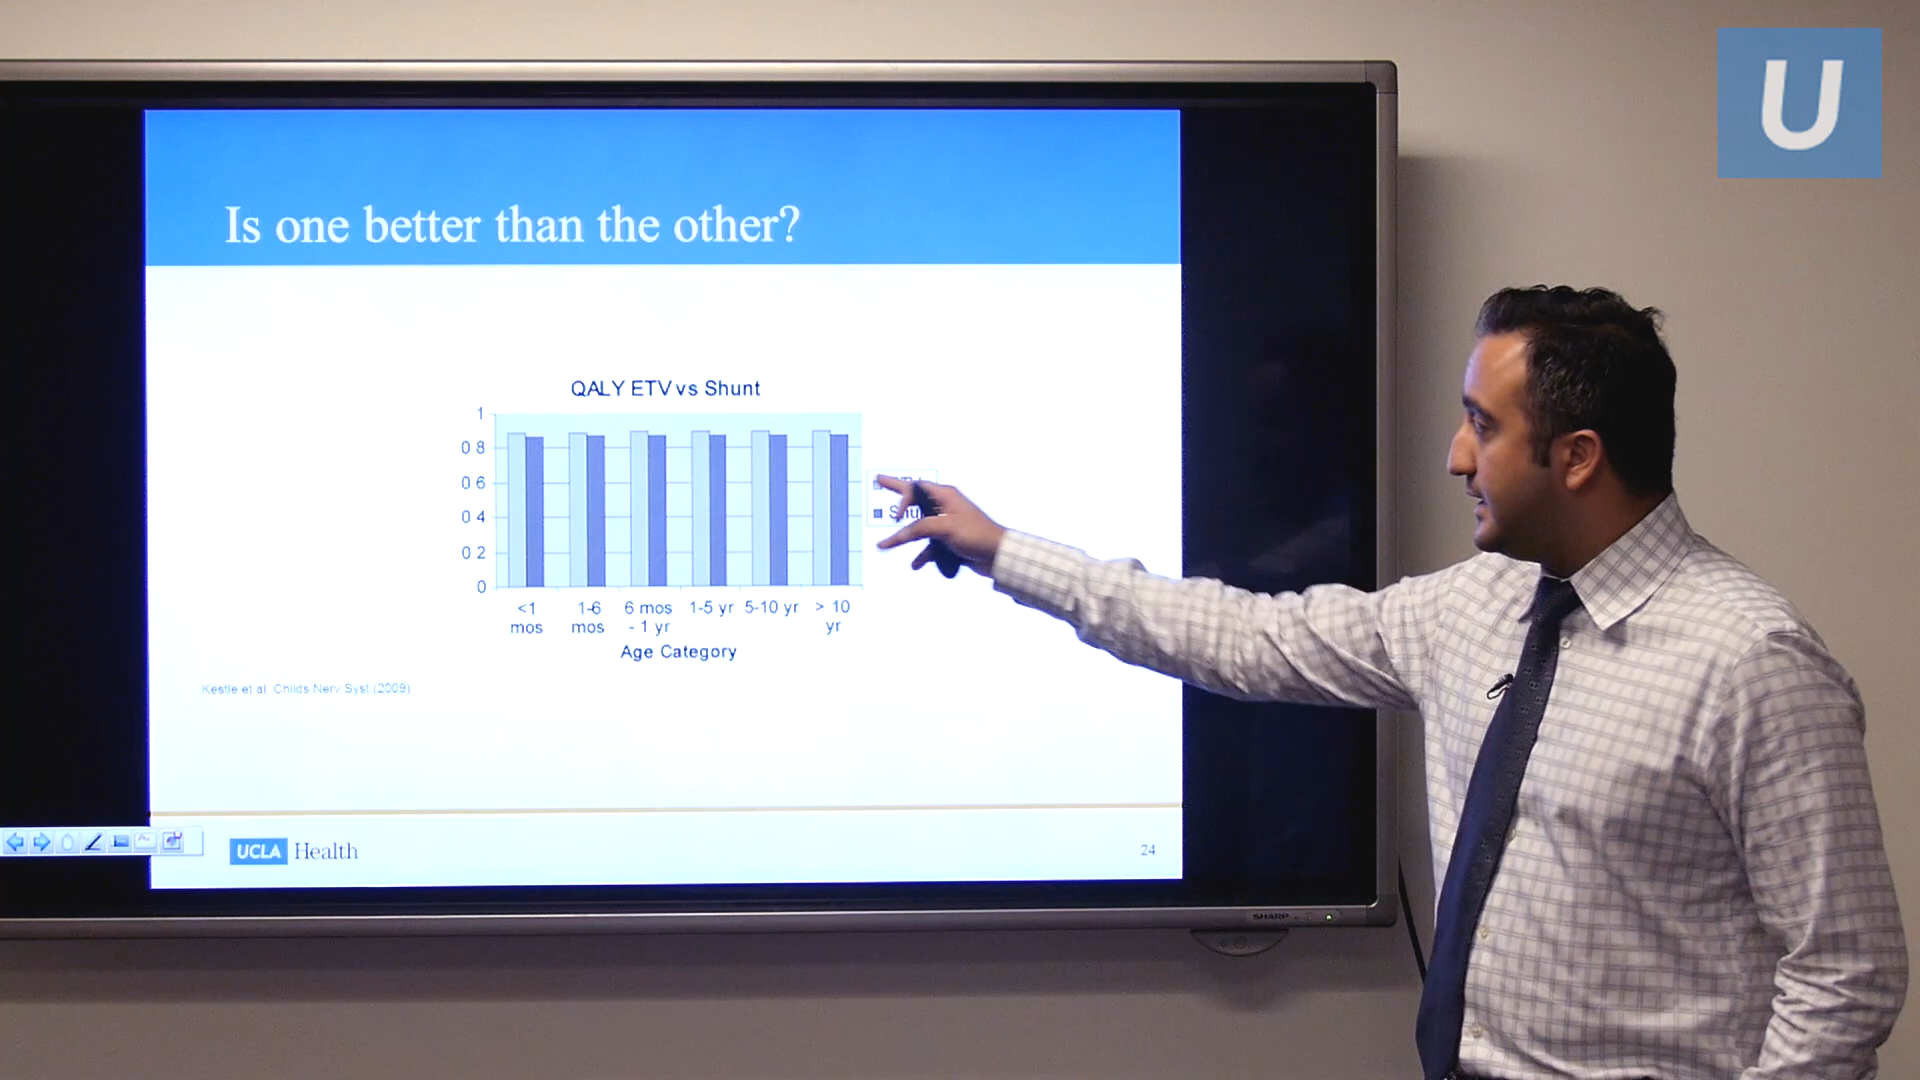 U
Is one better than the other?
QALY ETV vs Shunt
1
0 8
0 6
0 4
0 2
0
<1 mos
1-6 mos
6 mos - 1 yr
1-5 yr
5-10 yr
> 10 yr
Age Category
Kestle et al Childs Nerv Syst (2009)
UCLA Health
24
SHARP